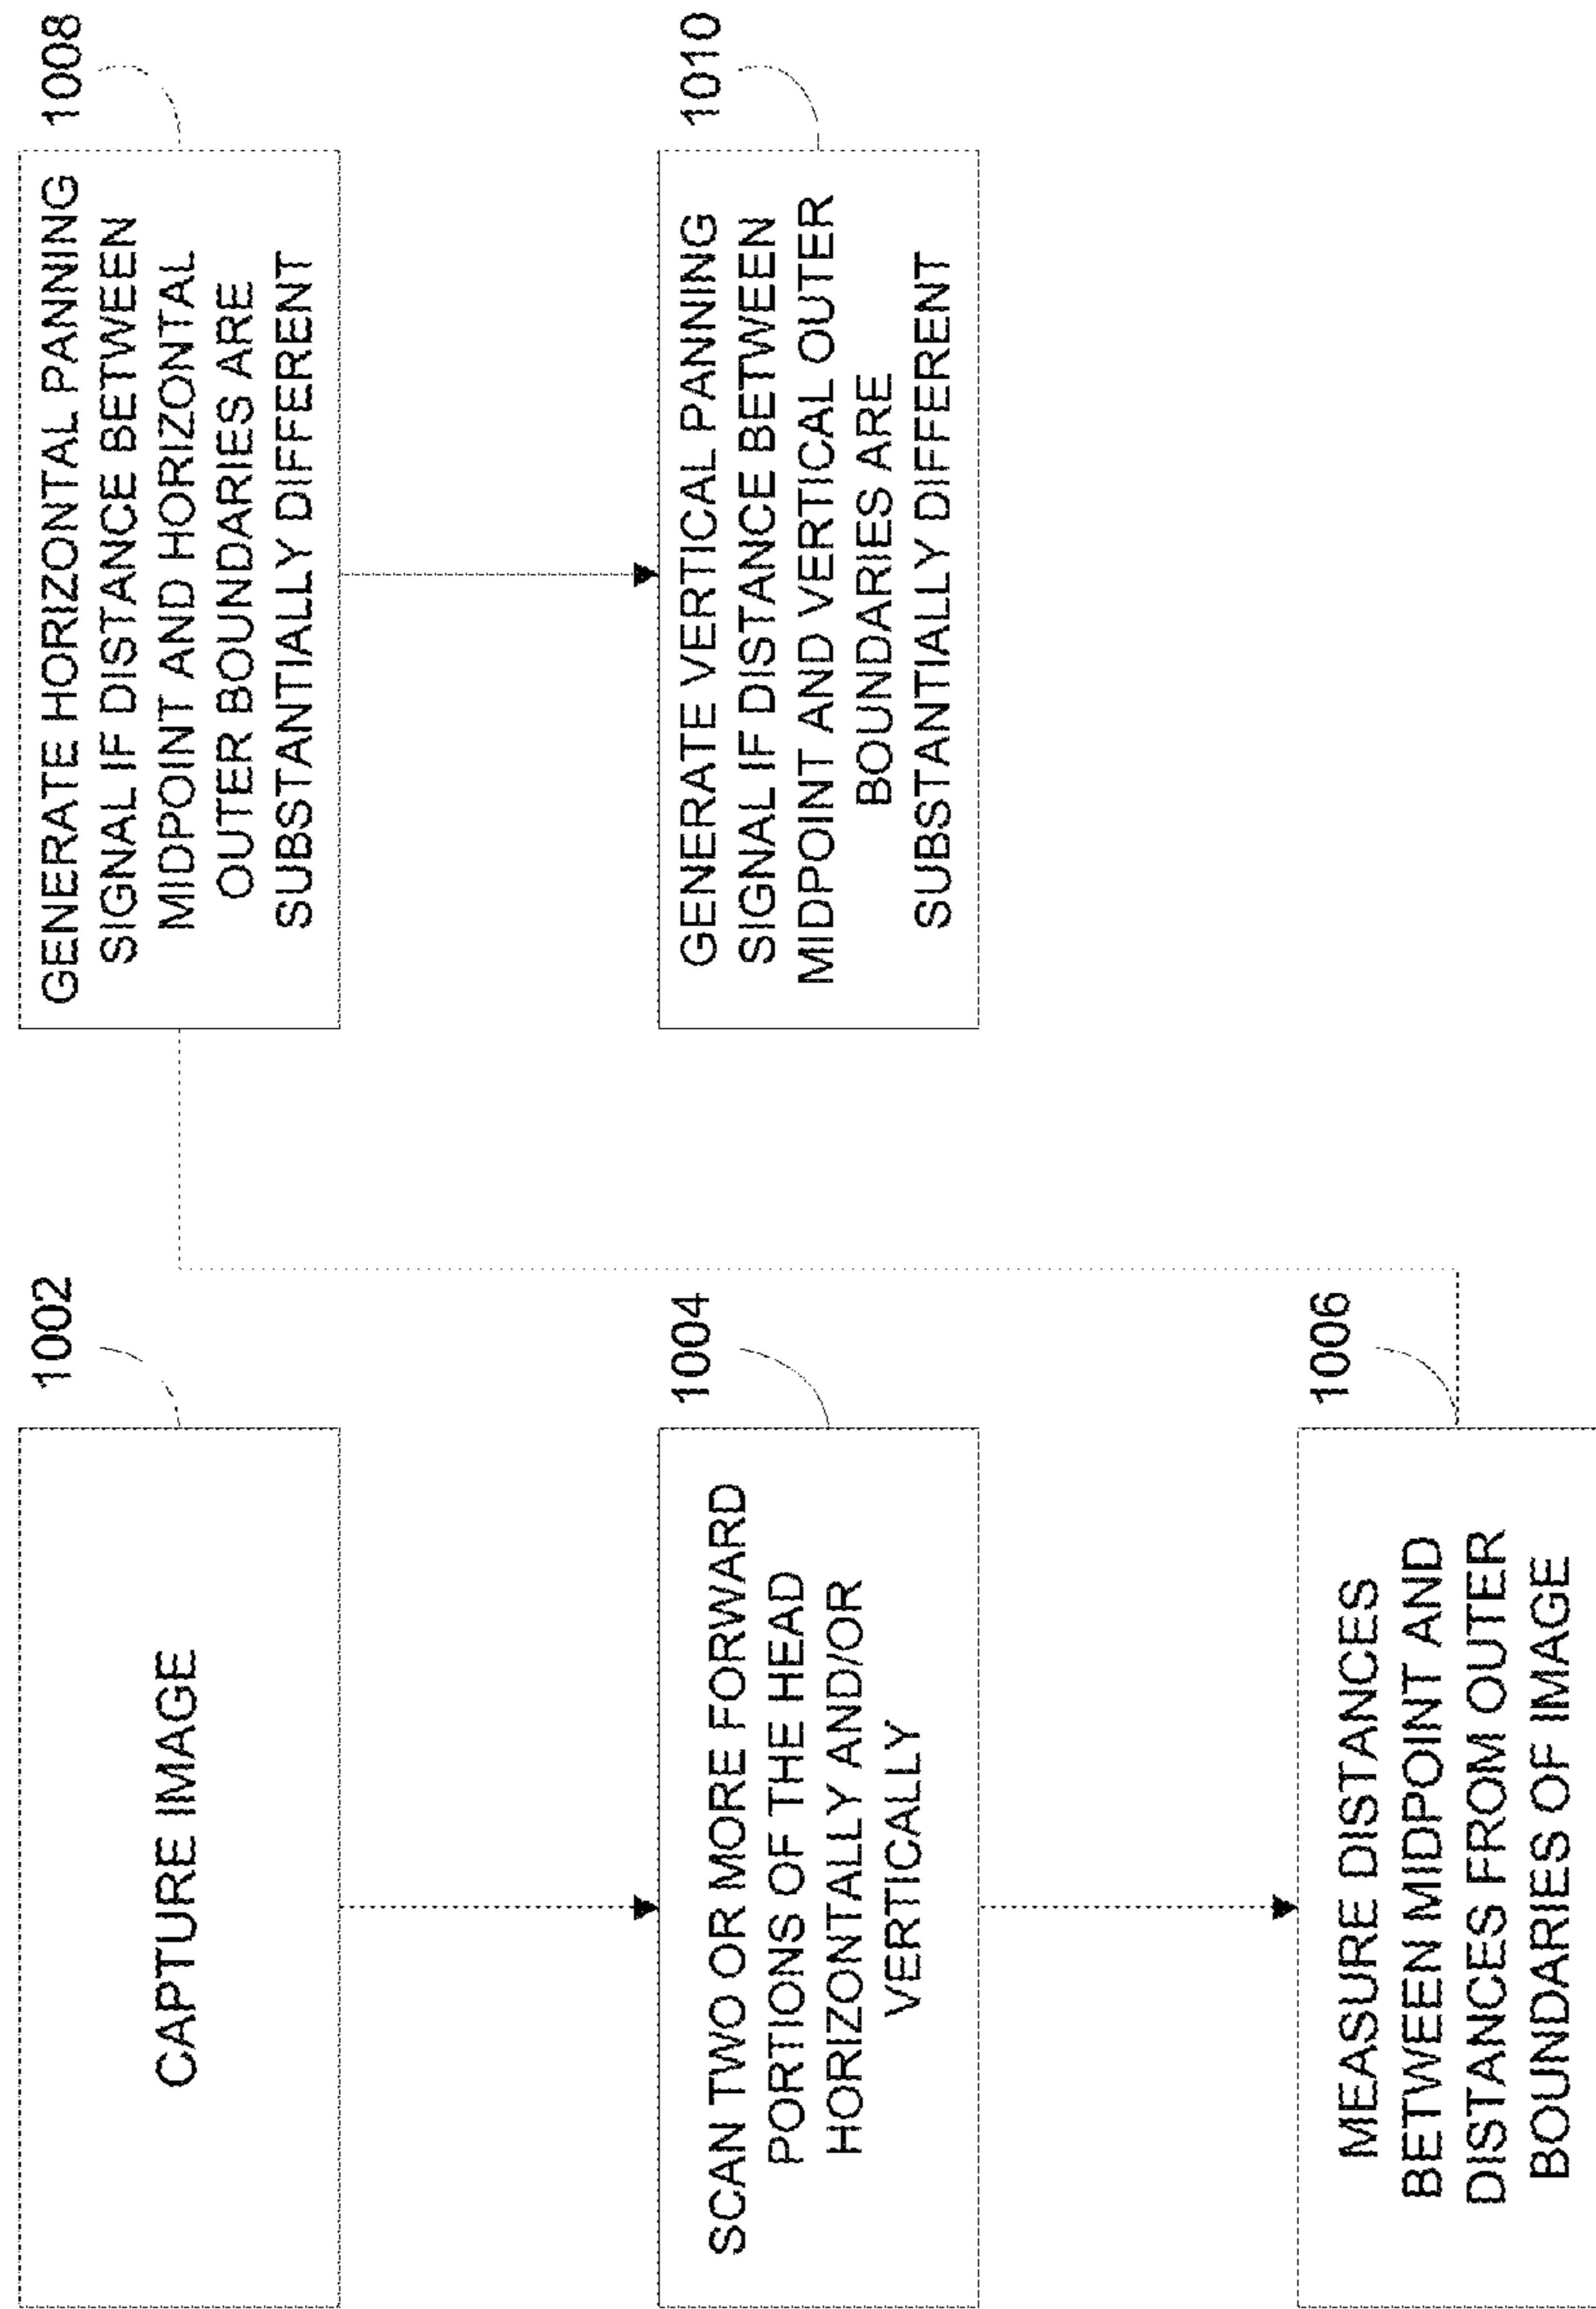 1002
CAPTURE IMAGE
1004
SCAN TWO OR MORE FORWARD
PORTIONS OF THE HEAD
HORIZONTALLY AND/OR
VERTICALLY
1006
MEASURE DISTANCES
BETWEEN MIDPOINT AND
DISTANCES FROM OUTER
BOUNDARIES OF IMAGE
1008
GENERATE HORIZONTAL PANNING
SIGNAL IF DISTANCE BETWEEN
MIDPOINT AND HORIZONTAL
OUTER BOUNDARIES ARE
SUBSTANTIALLY DIFFERENT
1010
GENERATE VERTICAL PANNING
SIGNAL IF DISTANCE BETWEEN
MIDPOINT AND VERTICAL OUTER
BOUNDARIES ARE
SUBSTANTIALLY DIFFERENT